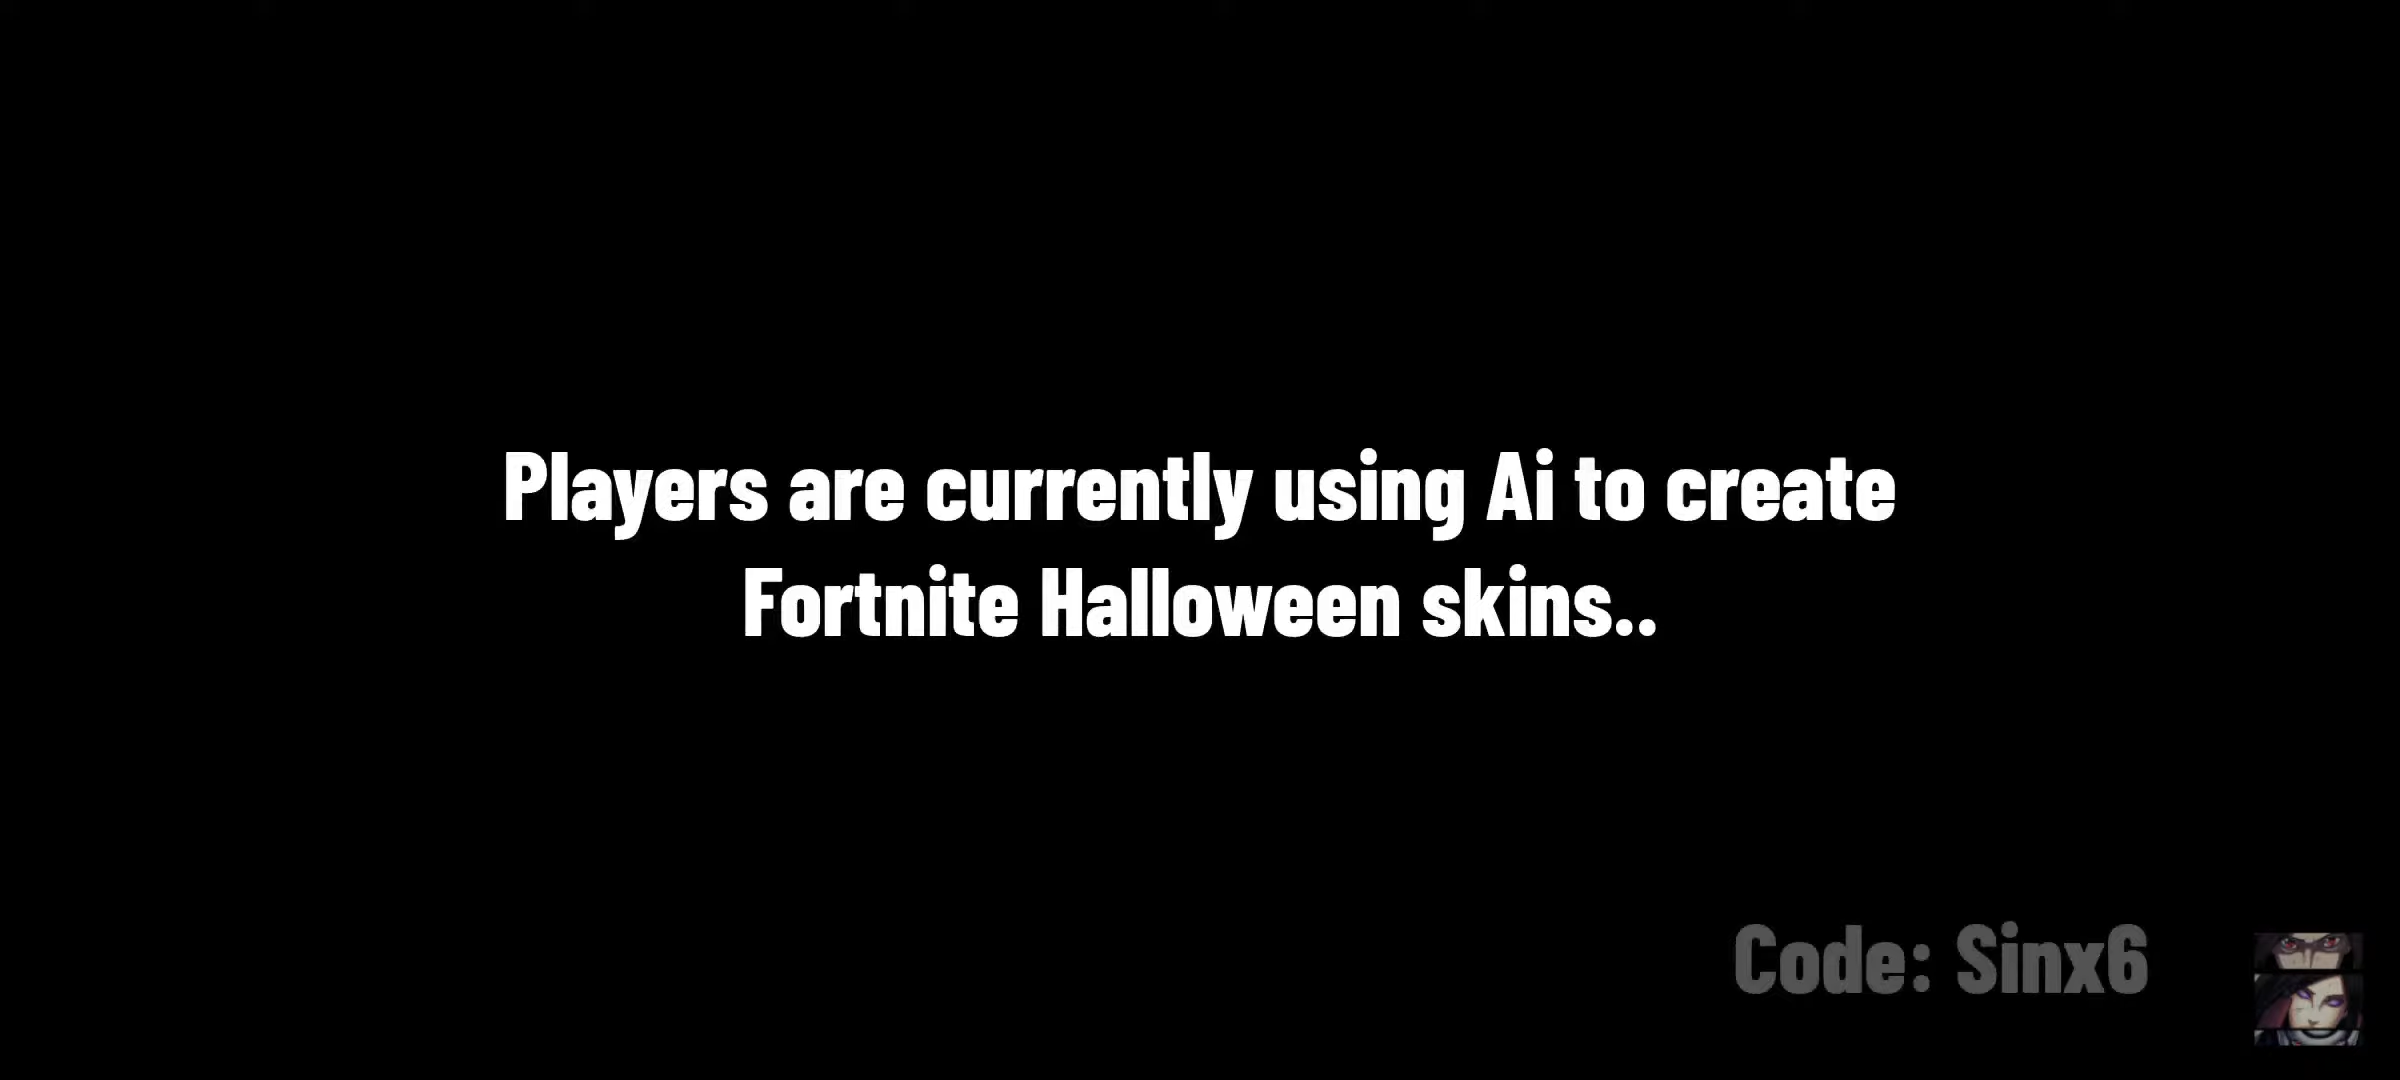 Players are currently using Ai to create
Fortnite Halloween skins..
Code: Sinx6